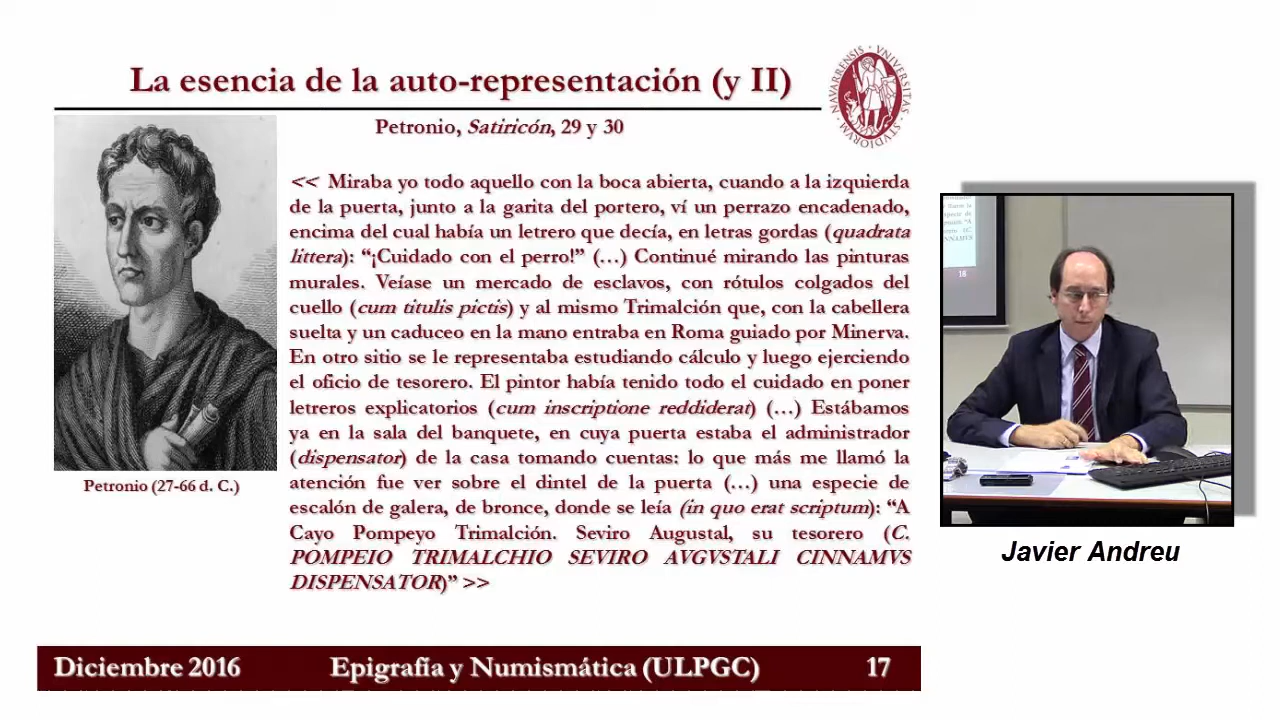 La esencia de la auto-representación (y II)
Petronio, Satiricón, 29 y 30
<< Miraba yo todo aquello con la boca abierta, cuando a la izquierda
de la puerta, junto a la garita del portero, ví un perrazo encadenado,
encima del cual había un letrero que decía, en letras gordas (quadrata
littera): “¡Cuidado con el perro!” (…) Continué mirando las pinturas
murales. Veíase un mercado de esclavos, con rótulos colgados del
cuello (cum titulis pictis) y al mismo Trimalción que, con la cabellera
suelta y un caduceo en la mano entraba en Roma guiado por Minerva.
En otro sitio se le representaba estudiando cálculo y luego ejerciendo
el oficio de tesorero. El pintor había tenido todo el cuidado en poner
letreros explicatorios (cum inscriptione reddiderat) (…) Estábamos
ya en la sala del banquete, en cuya puerta estaba el administrador
(dispensator) de la casa tomando cuentas: lo que más me llamó la
atención fue ver sobre el dintel de la puerta (…) una especie de
escalón de galera, de bronce, donde se leía (in quo erat scriptum): “A
Cayo Pompeyo Trimalción. Seviro Augustal, su tesorero (C.
POMPEIO TRIMALCHIO SEVIRO AVGVSTALI CINNAMVS
DISPENSATOR)” >>
Petronio (27-66 d. C.)
NAVARRENSIS VNIVERSITAS STVDIORVM
18
Javier Andreu
Diciembre 2016 Epigrafía y Numismática (ULPGC) 17